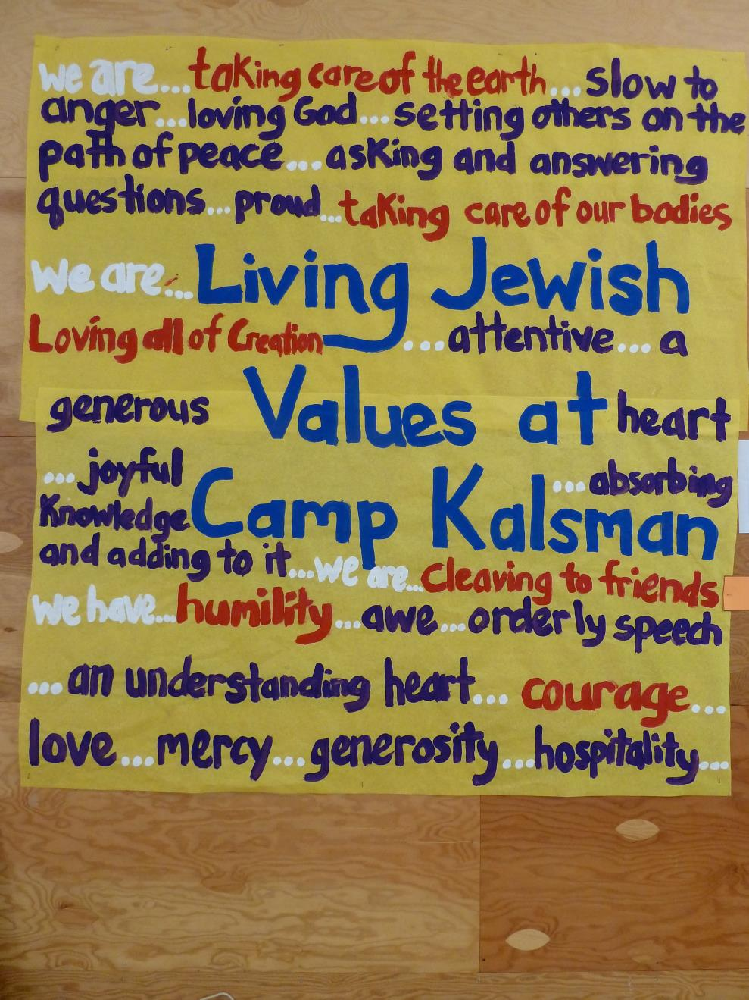 we are... taking care of the earth... slow to
anger... loving God... setting others on the
path of peace... asking and answering
questions... proud... taking care of our bodies
we are... Living Jewish
Loving all of Creation ... attentive... a
generous Values at heart
... joyful ... absorbing
Knowledge Camp Kalsman
and adding to it... we are... Cleaving to friends
we have... humility... awe... orderly speech
... an understanding heart... courage...
love... mercy... generosity... hospitality...